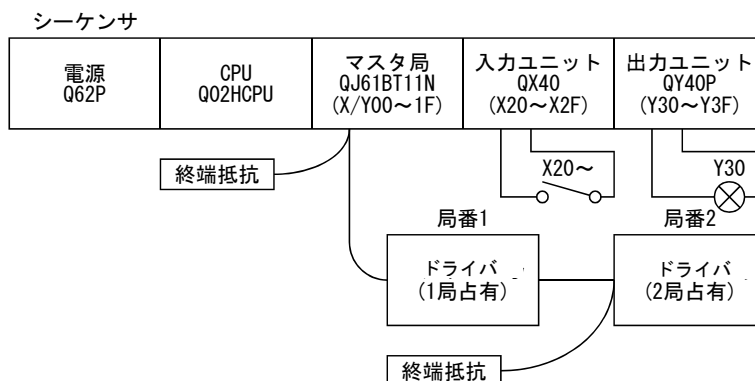 シーケンサ
電源
Q62P
CPU
Q02HCPU
マスタ局
QJ61BT11N
(X/Y00～1F)
入力ユニット
QX40
(X20～X2F)
出力ユニット
QY40P
(Y30～Y3F)
終端抵抗
X20～
Y30
局番1
局番2
ドライバ
(1局占有)
ドライバ
(2局占有)
終端抵抗